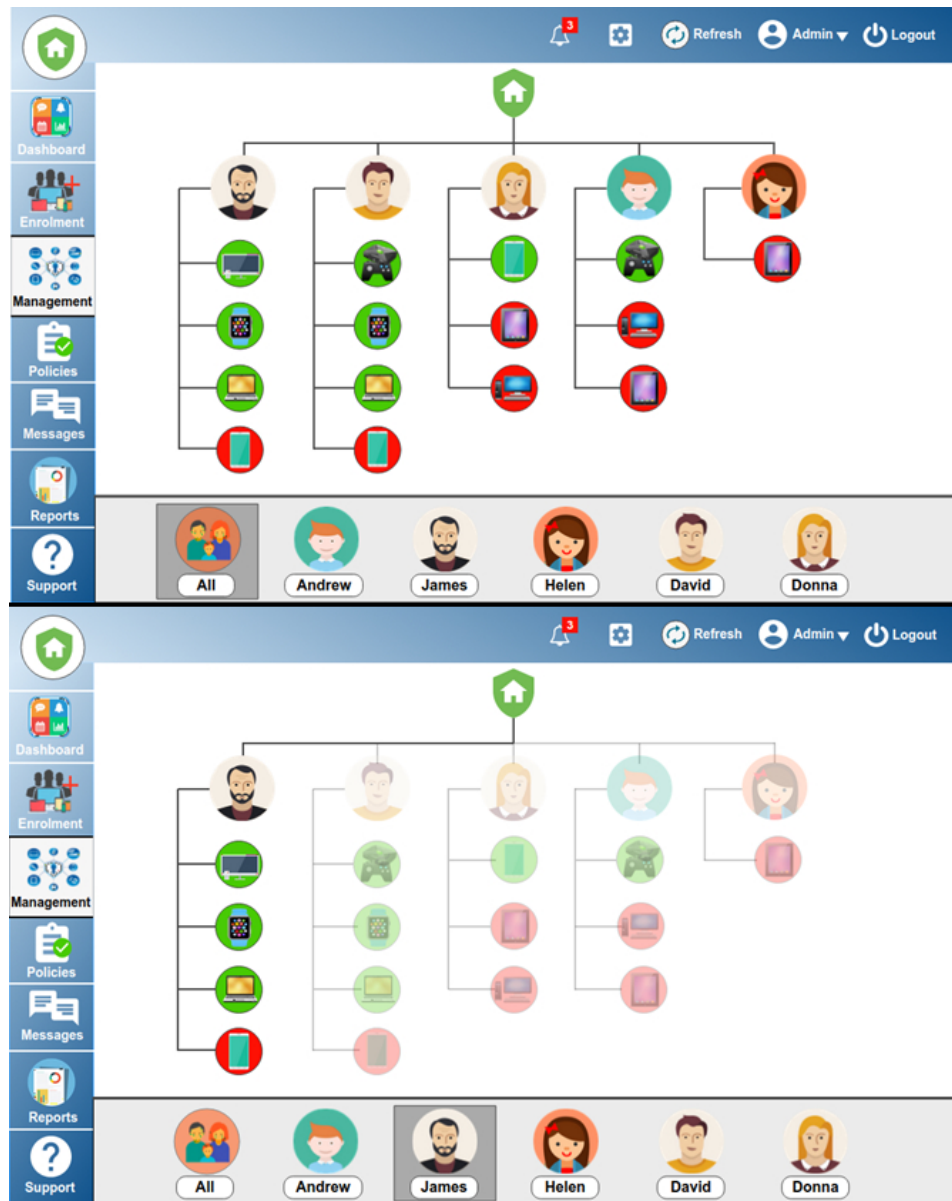 3
Refresh
Admin
Logout
Dashboard
Enrolment
Management
Policies
Messages
Reports
Support
All
Andrew
James
Helen
David
Donna
3
Refresh
Admin
Logout
Dashboard
Enrolment
Management
Policies
Messages
Reports
Support
All
Andrew
James
Helen
David
Donna